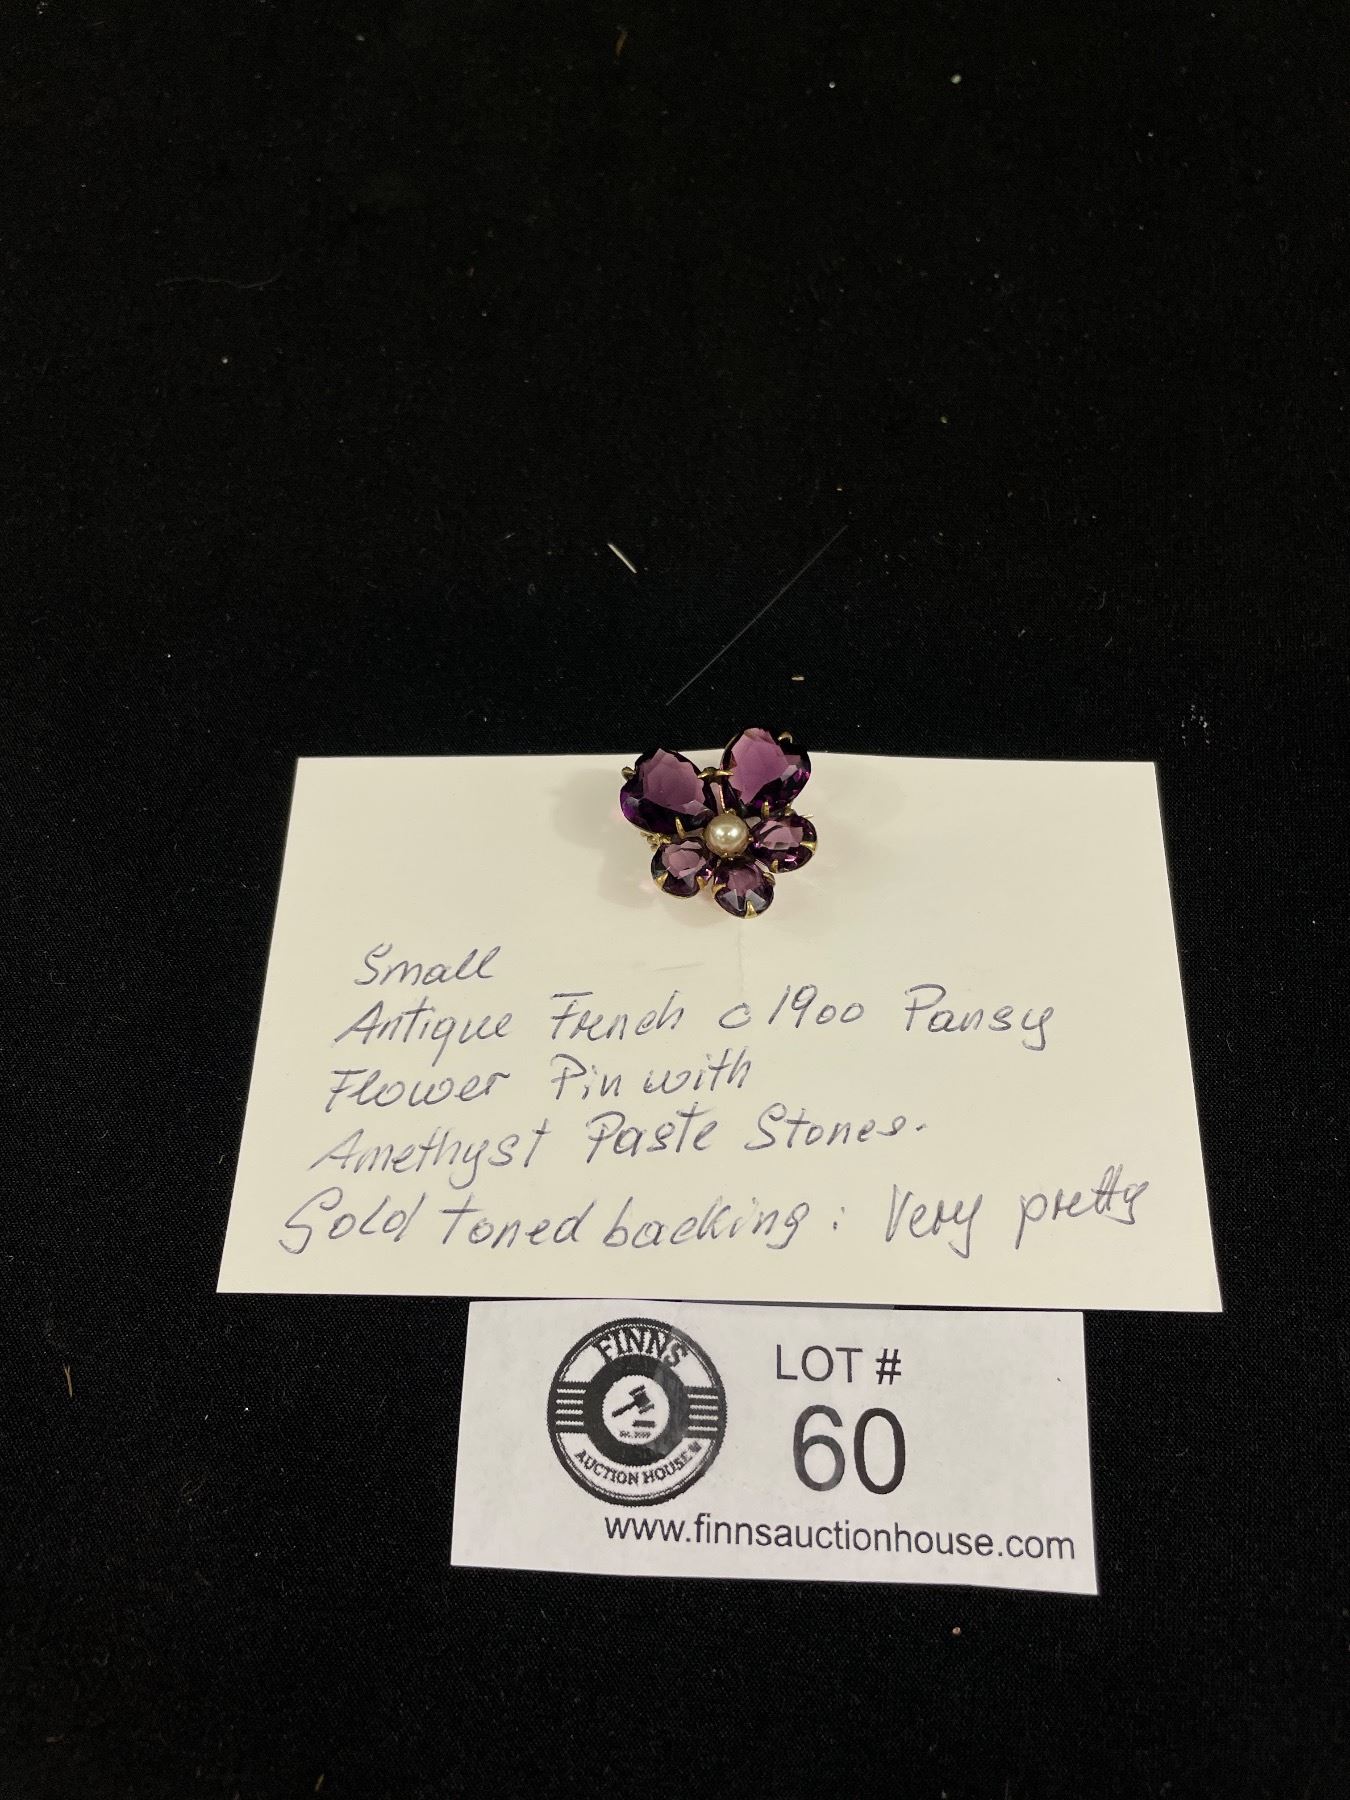 Small
Antique French c1900 Pansy
Flower Pin with
Amethyst Paste Stones.
Gold toned backing: Very pretty
FINNS
AUCTION HOUSE
LOT #
60
www.finnsauctionhouse.com